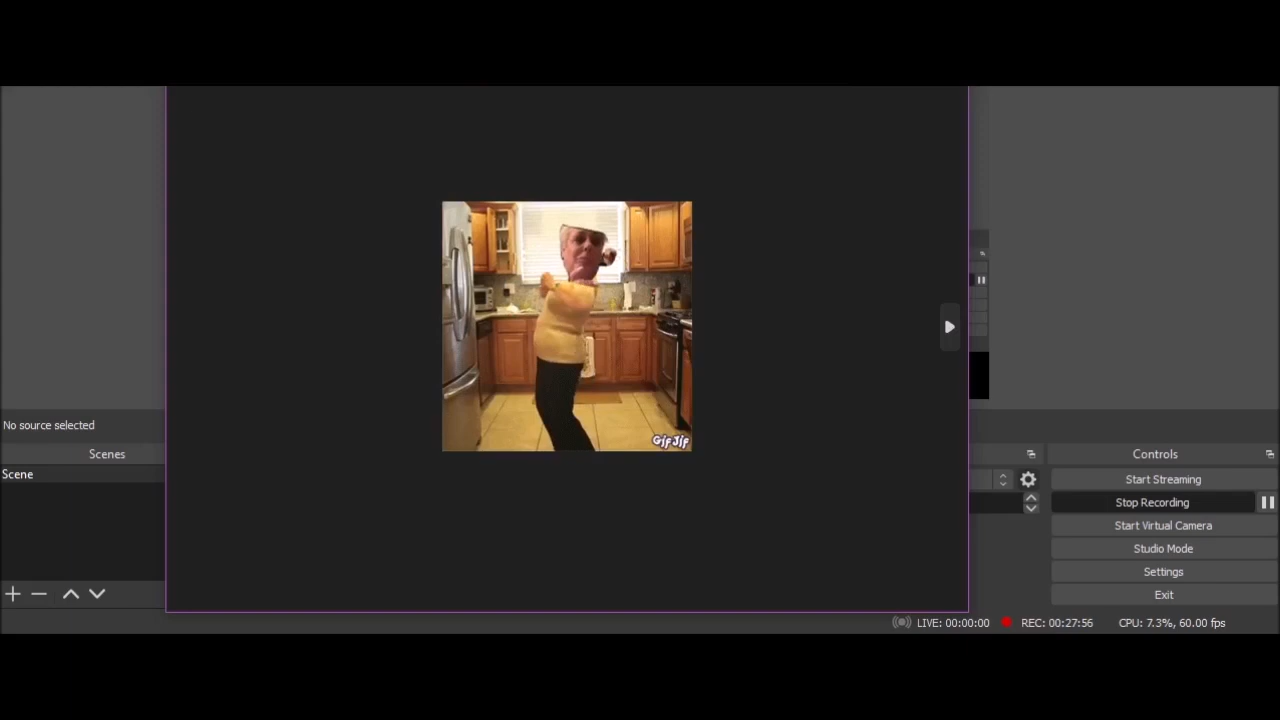 No source selected
Scenes
Scene
GifJif
Controls
Start Streaming
Stop Recording
Start Virtual Camera
Studio Mode
Settings
Exit
LIVE: 00:00:00
REC: 00:27:56
CPU: 7.3%, 60.00 fps